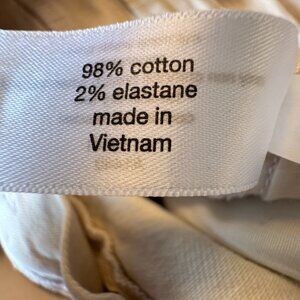 98% cotton
2% elastane
made in
Vietnam